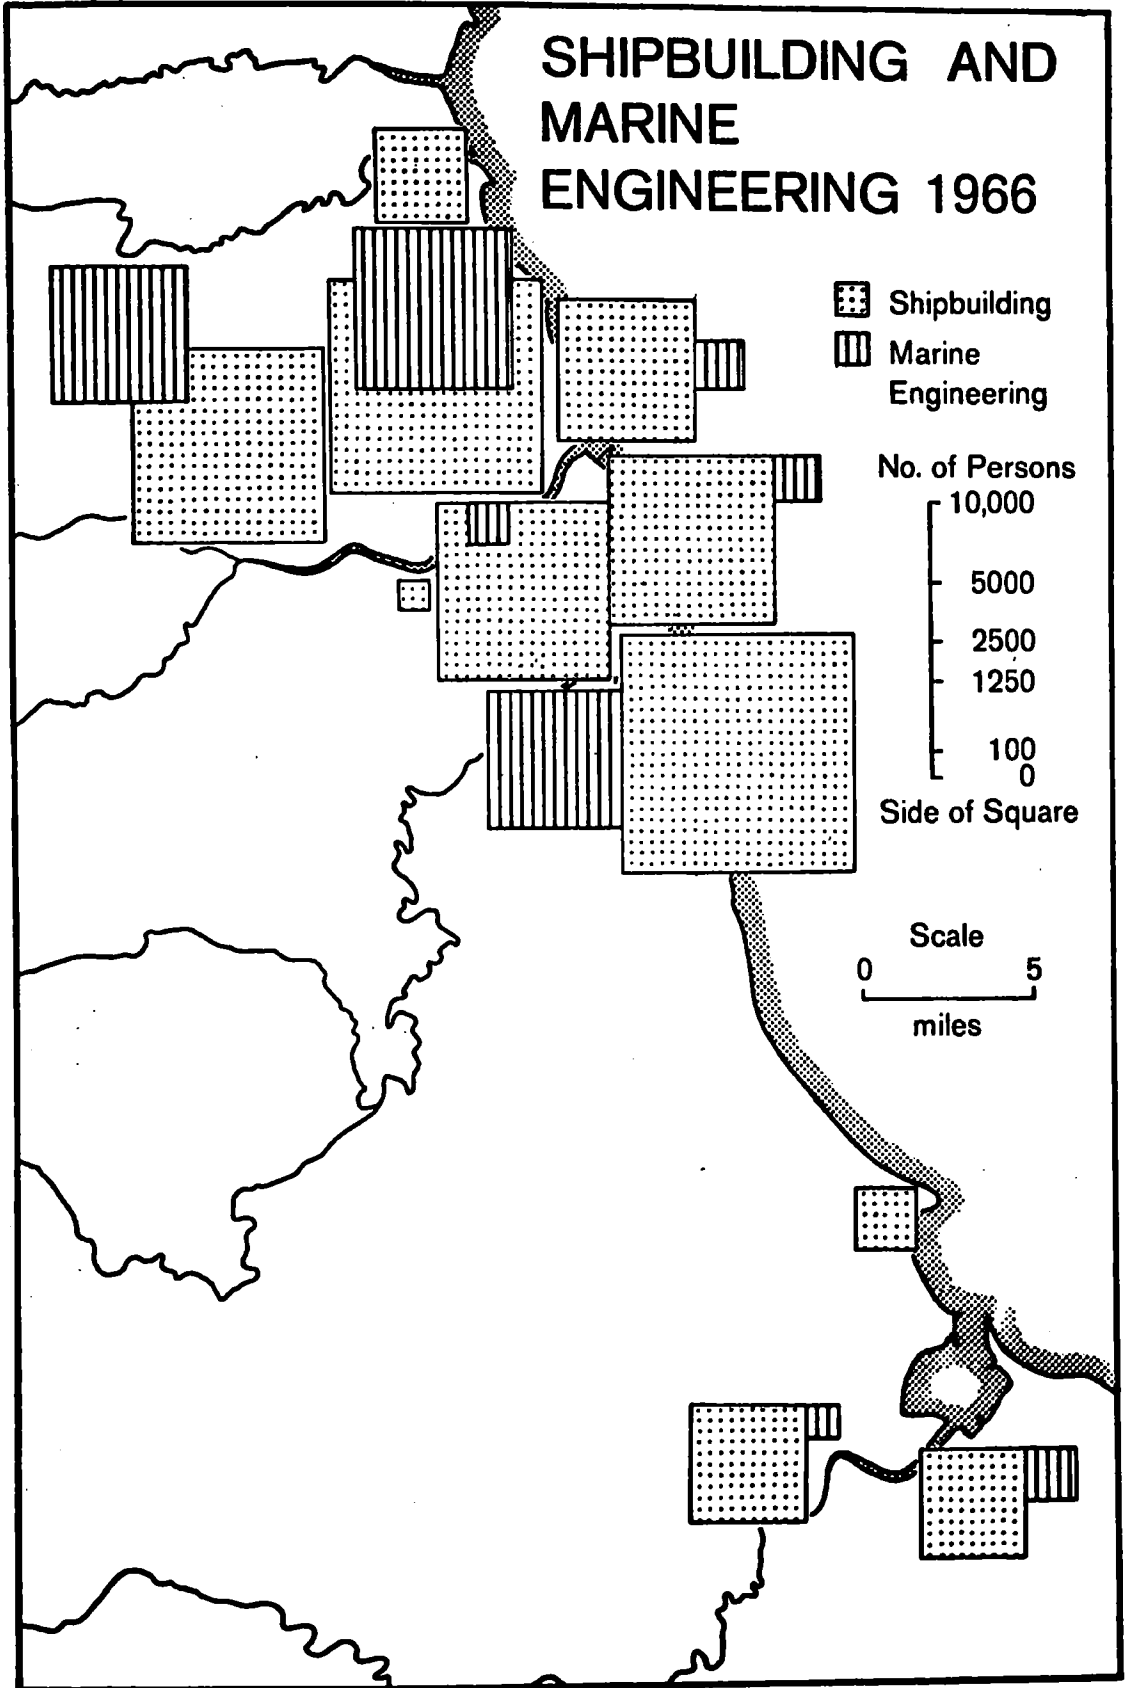 SHIPBUILDING AND
MARINE
ENGINEERING 1966
Shipbuilding
Marine
Engineering
No. of Persons
10,000
5000
2500
1250
100
0
Side of Square
Scale
0 5
miles